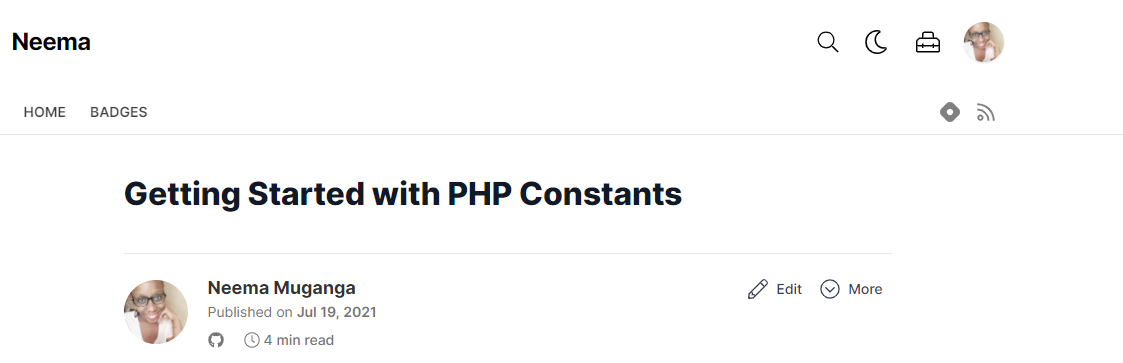 Neema
HOME BADGES
Getting Started with PHP Constants
Neema Muganga
Edit More
Published on Jul 19, 2021
4 min read